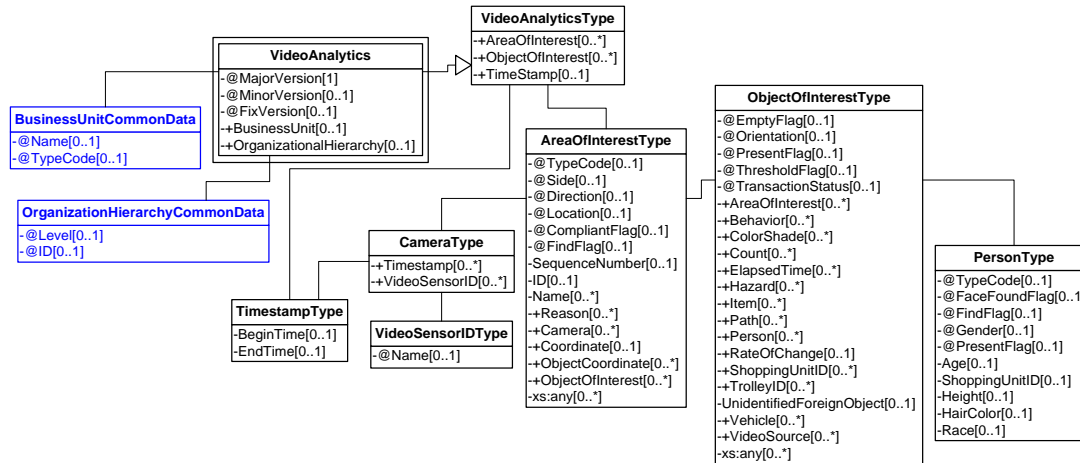 VideoAnalyticsType
-+AreaOfInterest[0..*]
-+ObjectOfInterest[0..*]
-+TimeStamp[0..1]
VideoAnalytics
-@MajorVersion[1]
-@MinorVersion[0..1]
-@FixVersion[0..1]
-+BusinessUnit[0..1]
-+OrganizationalHierarchy[0..1]
BusinessUnitCommonData
-@Name[0..1]
-@TypeCode[0..1]
OrganizationHierarchyCommonData
-@Level[0..1]
-@ID[0..1]
TimestampType
-BeginTime[0..1]
-EndTime[0..1]
CameraType
-+Timestamp[0..*]
-+VideoSensorID[0..*]
VideoSensorIDType
-@Name[0..1]
AreaOfInterestType
-@TypeCode[0..1]
-@Side[0..1]
-@Direction[0..1]
-@Location[0..1]
-@CompliantFlag[0..1]
-@FindFlag[0..1]
-SequenceNumber[0..1]
-ID[0..1]
-Name[0..*]
-+Reason[0..*]
-+Camera[0..*]
-+Coordinate[0..1]
-+ObjectCoordinate[0..*]
-+ObjectOfInterest[0..*]
-xs:any[0..*]
ObjectOfInterestType
-@EmptyFlag[0..1]
-@Orientation[0..1]
-@PresentFlag[0..1]
-@ThresholdFlag[0..1]
-@TransactionStatus[0..1]
-+AreaOfInterest[0..*]
-+Behavior[0..*]
-+ColorShade[0..*]
-+Count[0..*]
-+ElapsedTime[0..*]
-+Hazard[0..*]
-+Item[0..*]
-+Path[0..*]
-+Person[0..*]
-+RateOfChange[0..*]
-+ShoppingUnitID[0..*]
-+TrolleyID[0..*]
-UnidentifiedForeignObject[0..1]
-+Vehicle[0..*]
-+VideoSource[0..*]
-xs:any[0..*]
PersonType
-@TypeCode[0..1]
-@FaceFoundFlag[0..1]
-@FindFlag[0..1]
-@Gender[0..1]
-@PresentFlag[0..1]
-Age[0..1]
-ShoppingUnitID[0..1]
-Height[0..1]
-HairColor[0..1]
-Race[0..1]